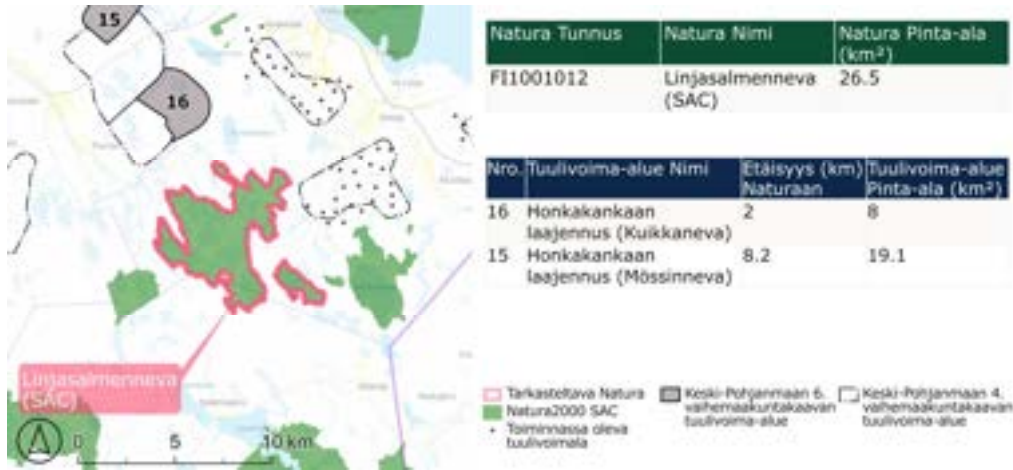 15
16
Linjasalmenneva
(SAC)
0 5 10 km
Natura Tunnus Natura Nimi Natura Pinta-ala
(km²)
FI1001012 Linjasalmenneva 26.5
(SAC)
Nro. Tuulivoima-alue Nimi Etäisyys (km) Tuulivoima-alue
Naturaan Pinta-ala (km²)
16 Honkakankaan 2 8
laajennus (Kuikkaneva)
15 Honkakankaan 8.2 19.1
laajennus (Mössinneva)
Tarkasteltava Natura
Natura2000 SAC
Toiminnassa oleva
tuulivoimala
Keski-Pohjanmaan 6.
vaihemaakuntakaavan
tuulivoima-alue
Keski-Pohjanmaan 4.
vaihemaakuntakaavan
tuulivoima-alue